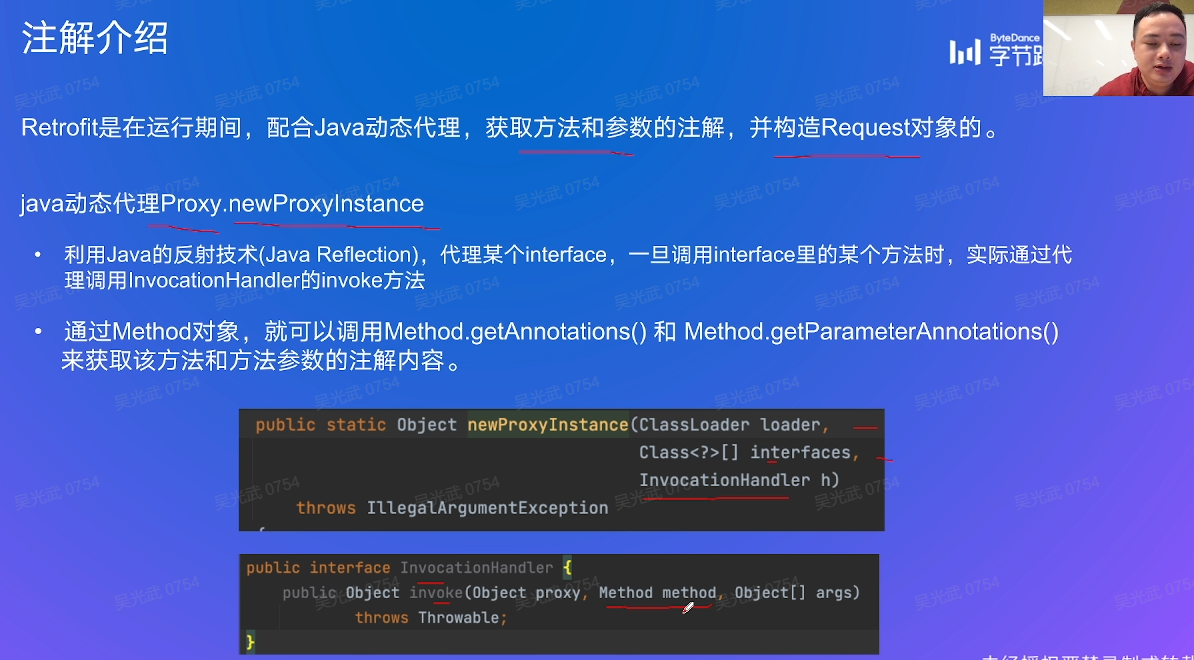 注解介绍
ByteDance
字节跳
Retrofit是在运行期间，配合Java动态代理，获取方法和参数的注解，并构造Request对象的。
java动态代理Proxy.newProxyInstance
• 利用Java的反射技术(Java Reflection)，代理某个interface，一旦调用interface里的某个方法时，实际通过代
理调用InvocationHandler的invoke方法
• 通过Method对象，就可以调用Method.getAnnotations() 和 Method.getParameterAnnotations()
来获取该方法和方法参数的注解内容。
public static Object newProxyInstance(ClassLoader loader,
Class<?>[] interfaces,
InvocationHandler h)
throws IllegalArgumentException
{
public interface InvocationHandler {
public Object invoke(Object proxy, Method method, Object[] args)
throws Throwable;
}
吴光武 0754